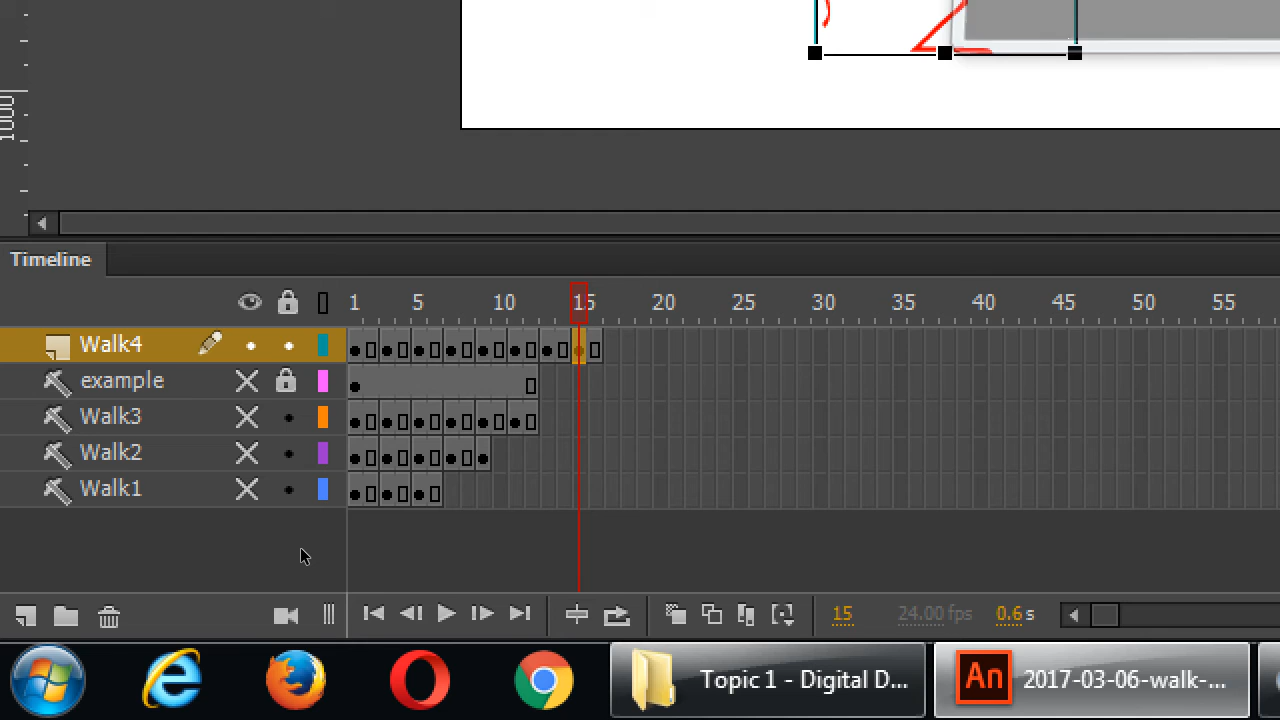 1000
Timeline
1 5 10 15 20 25 30 35 40 45 50 55
Walk4
example
Walk3
Walk2
Walk1
15 24.00 fps 0.6 s
Topic 1 - Digital D... An 2017-03-06-walk-...